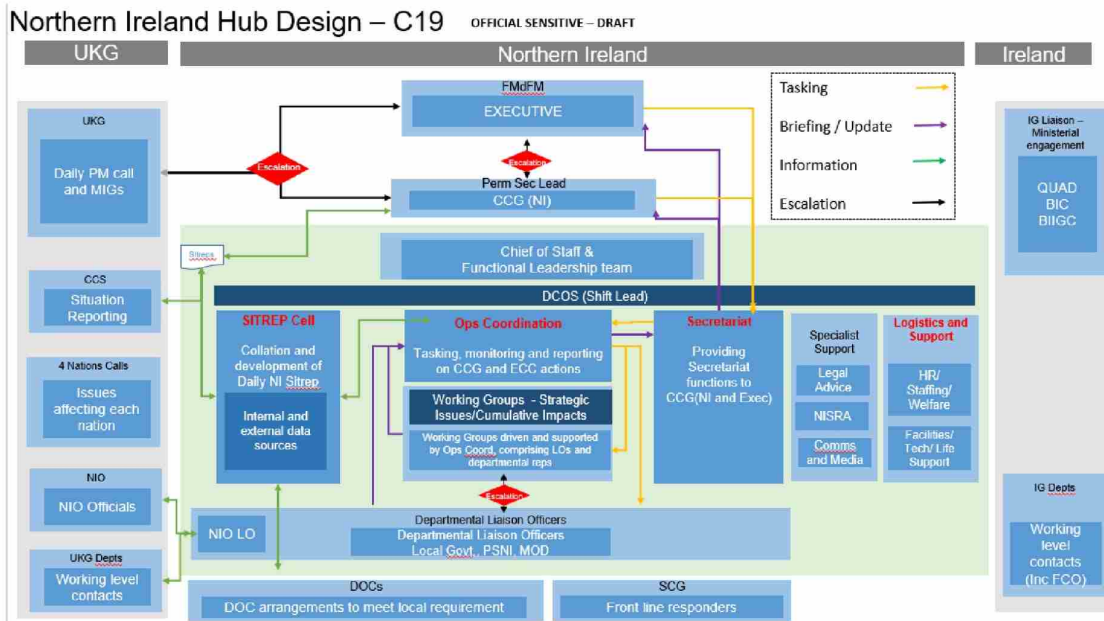 Northern Ireland Hub Design – C19
OFFICIAL SENSITIVE – DRAFT
UKG
Northern Ireland
Ireland
UKG
Daily PM call
and MIGs
CCS
Situation
Reporting
4 Nations Calls
Issues
affecting each
nation
NIO
NIO Officials
UKG Depts
Working level
contacts
FMdFM
EXECUTIVE
Escalation
Escalation
Perm Sec Lead
CCG (NI)
Tasking
Briefing / Update
Information
Escalation
Sitreps
Chief of Staff &
Functional Leadership team
DCOS (Shift Lead)
SITREP Cell
Collation and
development of
Daily NI Sitrep
Internal and
external data
sources
Ops Coordination
Tasking, monitoring and reporting
on CCG and ECC actions
Working Groups - Strategic
Issues/Cumulative Impacts
Working Groups driven and supported
by Ops Coord, comprising LOs and
departmental reps
Escalation
Secretariat
Providing
Secretariat
functions to
CCG(NI and Exec)
Specialist
Support
Legal
Advice
NISRA
Comms
and Media
Logistics and
Support
HR/
Staffing/
Welfare
Facilities/
Tech/ Life
Support
NIO LO
Departmental Liaison Officers
Departmental Liaison Officers
Local Govt., PSNI, MOD
DOCs
DOC arrangements to meet local requirement
SCG
Front line responders
IG Liaison –
Ministerial
engagement
QUAD
BIC
BIIGC
IG Depts
Working
level
contacts
(Inc FCO)